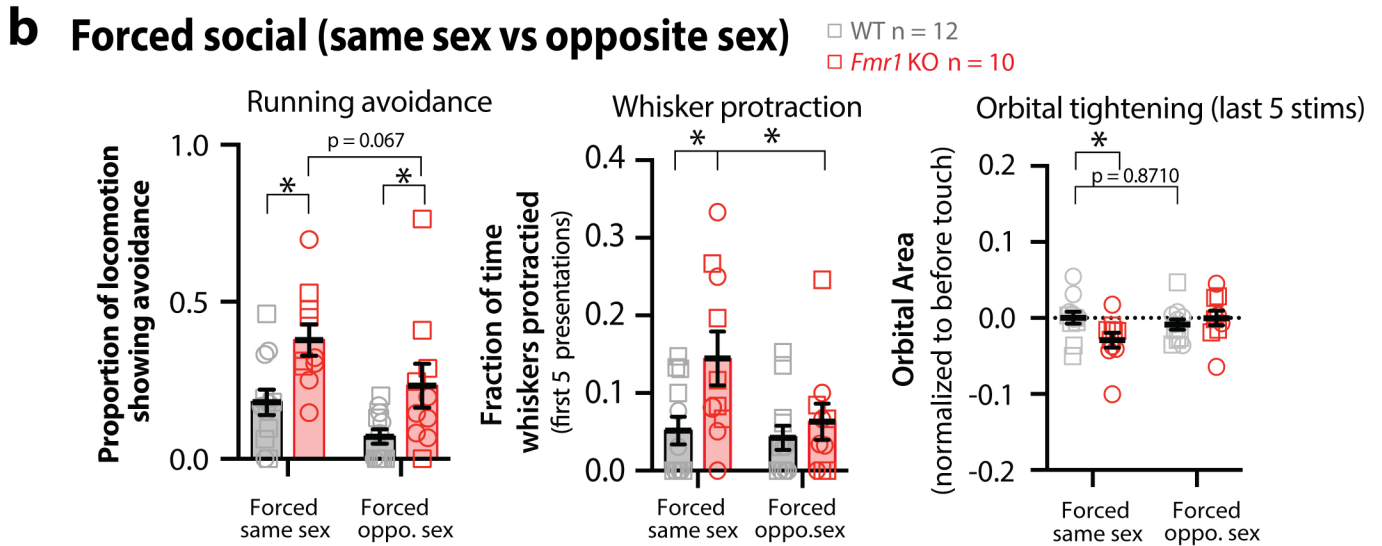 b Forced social (same sex vs opposite sex)
WT n = 12
Fmr1 KO n = 10
Running avoidance
Proportion of locomotion
showing avoidance
1.0
0.5
0.0
p = 0.067
*
*
Forced
same sex
Forced
oppo. sex
Whisker protraction
Fraction of time
whiskers protractied
(first 5 presentations)
0.4
0.3
0.2
0.1
0.0
*
*
Forced
same sex
Forced
oppo.sex
Orbital tightening (last 5 stims)
Orbital Area
(normalized to before touch)
0.2
0.1
0.0
-0.1
-0.2
*
p = 0.8710
Forced
same sex
Forced
oppo. sex